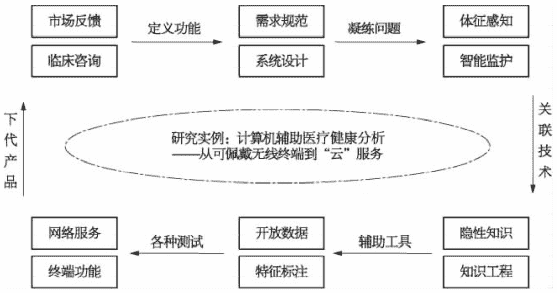 市场反馈
定义功能
需求规范
凝练问题
体征感知
临床咨询
系统设计
智能监护
下代产品
研究实例：计算机辅助医疗健康分析
——从可佩戴无线终端到“云”服务
关联技术
网络服务
各种测试
开放数据
辅助工具
隐性知识
终端功能
特征标注
知识工程